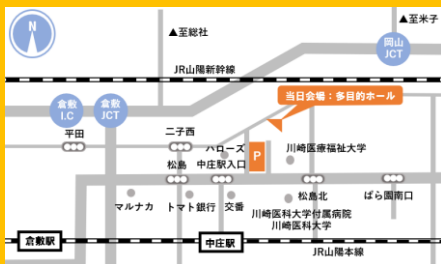 N
▲至総社
▲至米子
岡山
JCT
JR山陽新幹線
倉敷
I.C
倉敷
JCT
当日会場：多目的ホール
平田
二子西
ハローズ
中庄駅入口
松島
P
川崎医療福祉大学
マルナカ
トマト銀行
交番
松島北
ばら園南口
川崎医科大学付属病院
川崎医科大学
倉敷駅
中庄駅
JR山陽本線